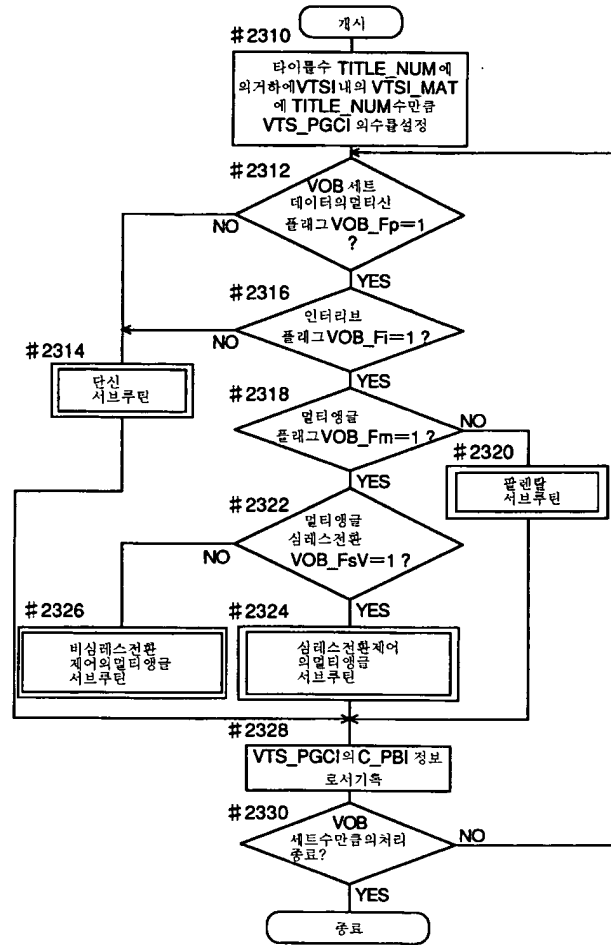 개시
#2310
타이틀수 TITLE_NUM에
의거하에VTSI내의 VTSI_MAT
에 TITLE_NUM수만큼
VTS_PGCI 의수를설정
#2312
VOB 세트
데이터의멀티신
플래그VOB_Fp=1
?
NO
YES
#2316
인터리브
플래그VOB_Fi=1 ?
NO
YES
#2314
단신
서브루틴
#2318
멀티앵글
플래그VOB_Fm=1 ?
NO
YES
#2320
팔렌탈
서브루틴
#2322
멀티앵글
심레스전환
VOB_FsV=1 ?
NO
YES
#2326
비심레스전환
제어의멀티앵글
서브루틴
#2324
심레스전환제어
의멀티앵글
서브루틴
#2328
VTS_PGCI의C_PBI 정보
로서기록
#2330
VOB
세트수만큼의처리
종료?
NO
YES
종료